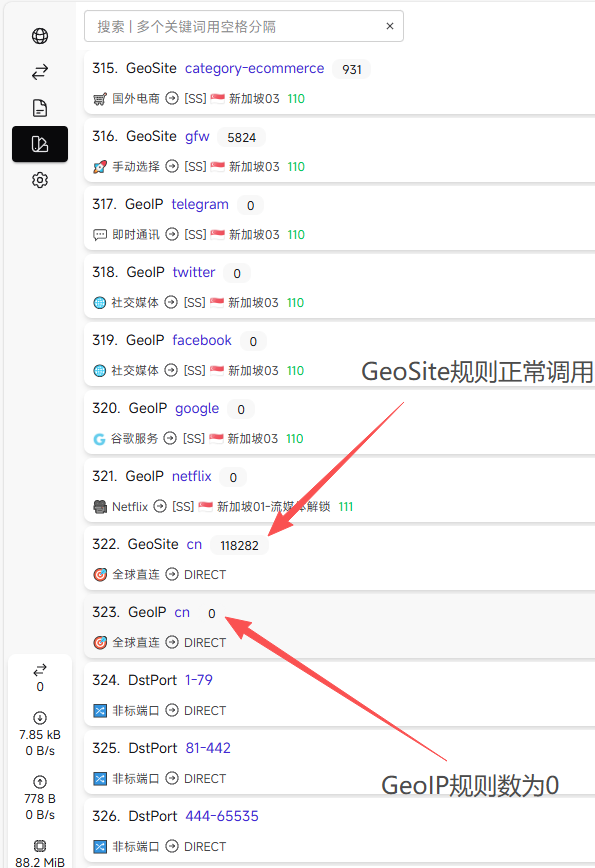 搜索 | 多个关键词用空格分隔 ×
315. GeoSite category-ecommerce 931
国外电商 [SS] 新加坡03 110
316. GeoSite gfw 5824
手动选择 [SS] 新加坡03 110
317. GeoIP telegram 0
即时通讯 [SS] 新加坡03 110
318. GeoIP twitter 0
社交媒体 [SS] 新加坡03 110
319. GeoIP facebook 0
社交媒体 [SS] 新加坡03 110
GeoSite规则正常调用
320. GeoIP google 0
谷歌服务 [SS] 新加坡03 110
321. GeoIP netflix 0
Netflix [SS] 新加坡01-流媒体解锁 111
322. GeoSite cn 118282
全球直连 DIRECT
323. GeoIP cn 0
全球直连 DIRECT
324. DstPort 1-79
非标端口 DIRECT
325. DstPort 81-442
非标端口 DIRECT
GeoIP规则数为0
326. DstPort 444-65535
非标端口 DIRECT
0
7.85 kB
0 B/s
778 B
0 B/s
88.2 MiB